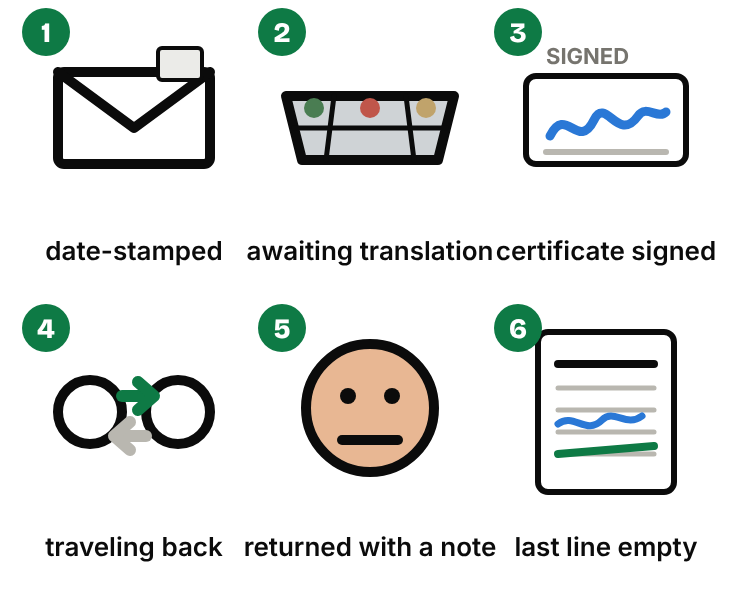 1
2
3
SIGNED
date-stamped
awaiting translation
certificate signed
4
5
6
traveling back
returned with a note
last line empty